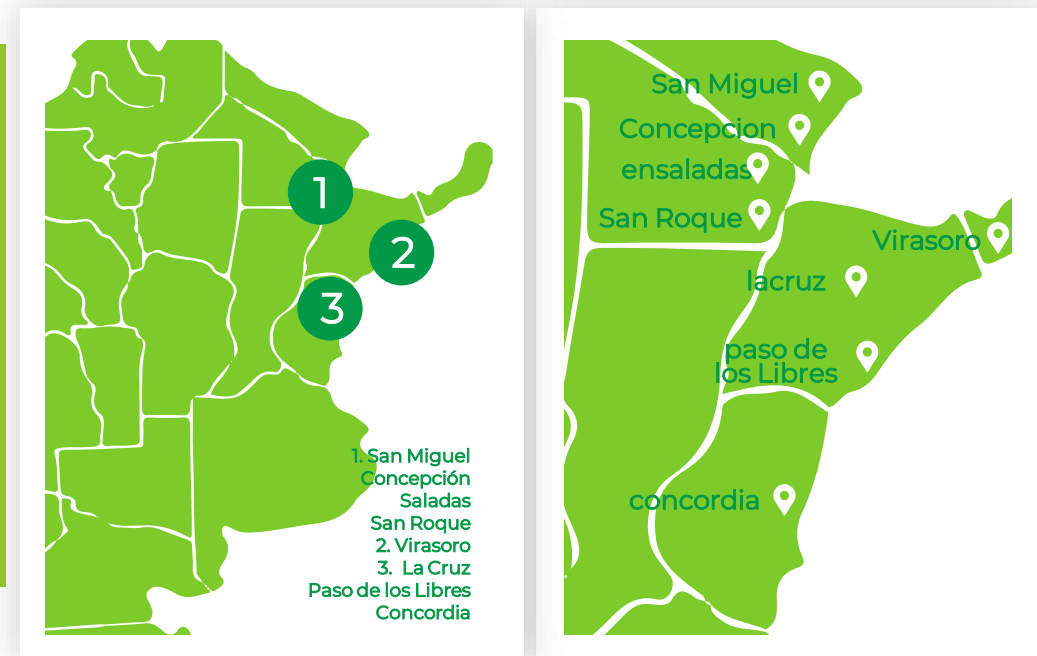 1
2
3
1. San Miguel
Concepción
Saladas
San Roque
2. Virasoro
3. La Cruz
Paso de los Libres
Concordia
San Miguel
Concepcion
ensaladas
San Roque
Virasoro
lacruz
paso de
los Libres
concordia